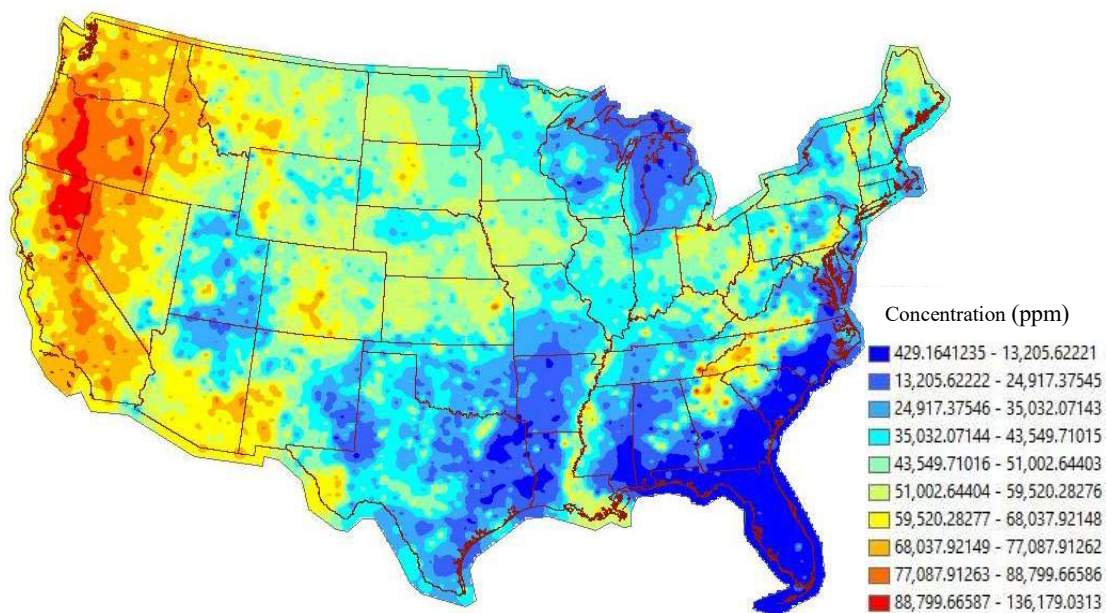 Concentration (ppm)
429.1641235 - 13,205.62221
13,205.62222 - 24,917.37545
24,917.37546 - 35,032.07143
35,032.07144 - 43,549.71015
43,549.71016 - 51,002.64403
51,002.64404 - 59,520.28276
59,520.28277 - 68,037.92148
68,037.92149 - 77,087.91262
77,087.91263 - 88,799.66586
88,799.66587 - 136,179.0313